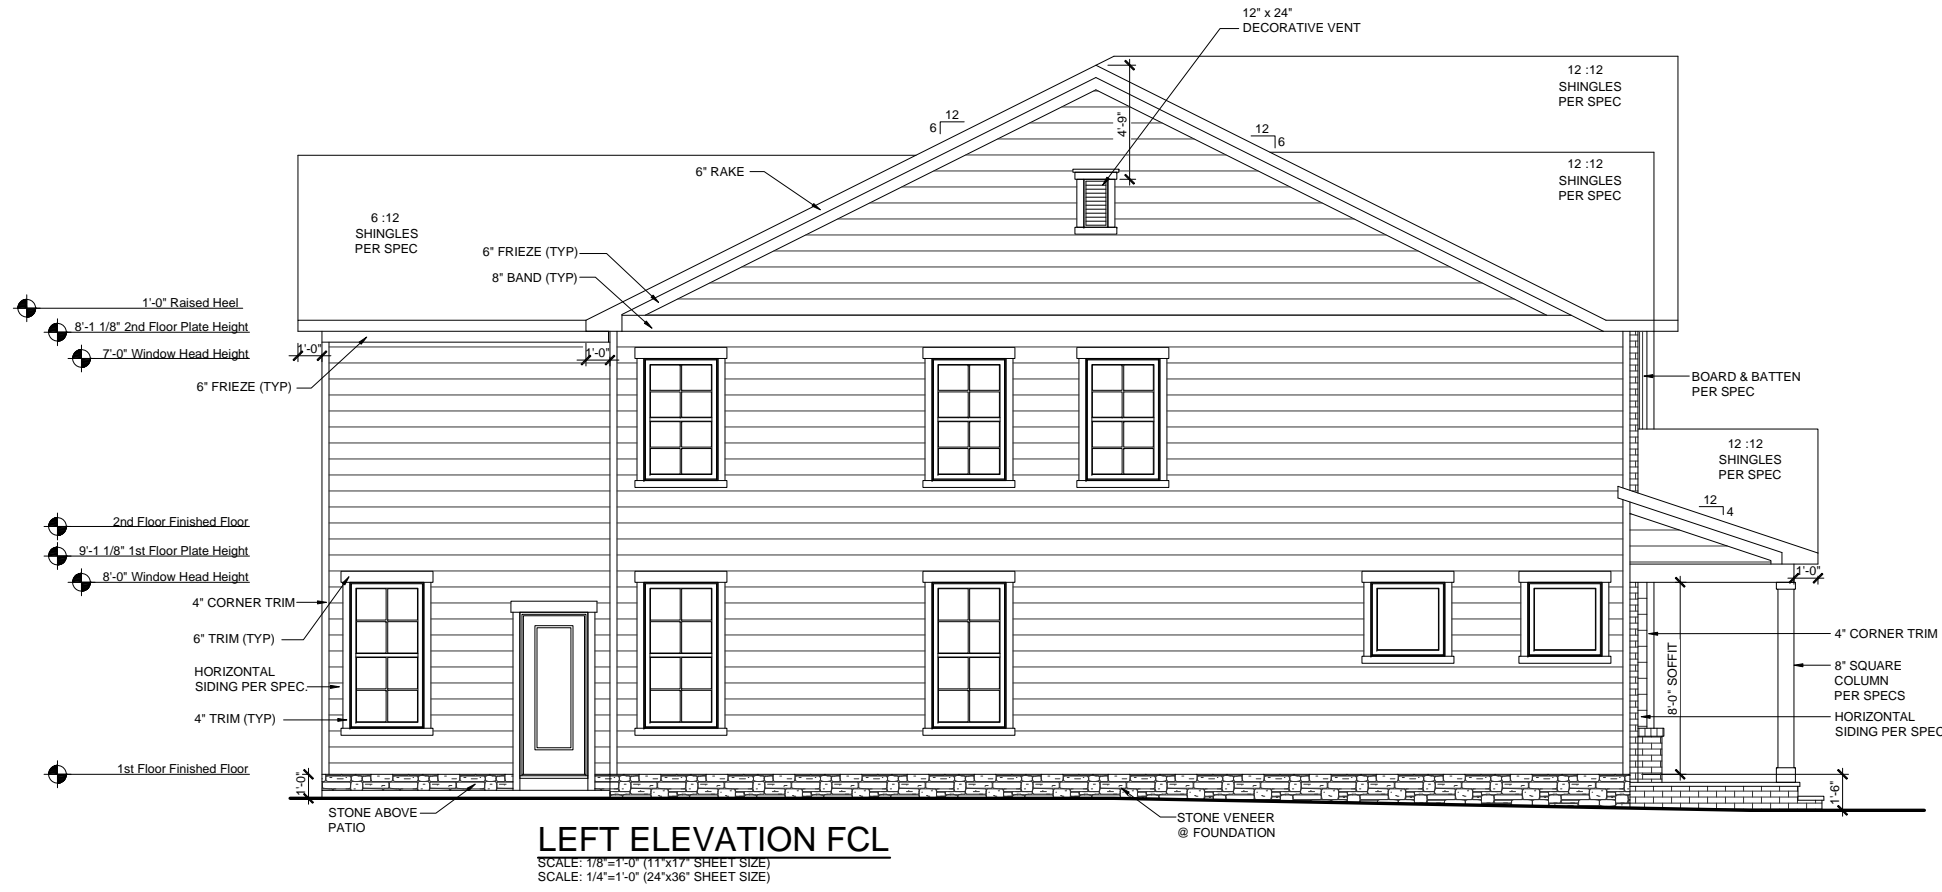 12" x 24"
DECORATIVE VENT
12 :12
SHINGLES
PER SPEC
12
6
4'-9"
12
6
12 :12
SHINGLES
PER SPEC
6" RAKE
6 :12
SHINGLES
PER SPEC
6" FRIEZE (TYP)
8" BAND (TYP)
1'-0" Raised Heel
8'-1 1/8" 2nd Floor Plate Height
7'-0" Window Head Height
1'-0"
1'-0"
6" FRIEZE (TYP)
BOARD & BATTEN
PER SPEC
12 :12
SHINGLES
PER SPEC
12
4
2nd Floor Finished Floor
9'-1 1/8" 1st Floor Plate Height
8'-0" Window Head Height
1'-0"
4" CORNER TRIM
6" TRIM (TYP)
HORIZONTAL
SIDING PER SPEC.
4" TRIM (TYP)
8'-0" SOFFIT
4" CORNER TRIM
8" SQUARE
COLUMN
PER SPECS
HORIZONTAL
SIDING PER SPEC
1st Floor Finished Floor
1'-0"
1'-6"
STONE ABOVE
PATIO
STONE VENEER
@ FOUNDATION
LEFT ELEVATION FCL
SCALE: 1/8"=1'-0" (11"x17" SHEET SIZE)
SCALE: 1/4"=1'-0" (24"x36" SHEET SIZE)